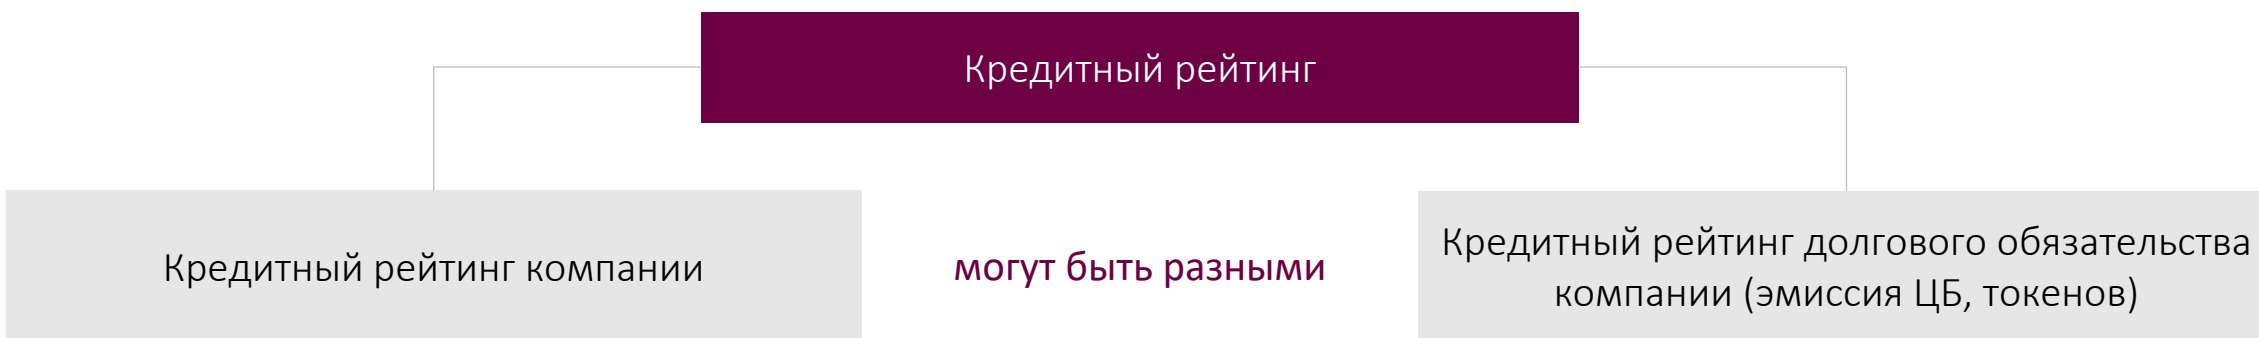 Кредитный рейтинг
Кредитный рейтинг компании
могут быть разными
Кредитный рейтинг долгового обязательства
компании (эмиссия ЦБ, токенов)